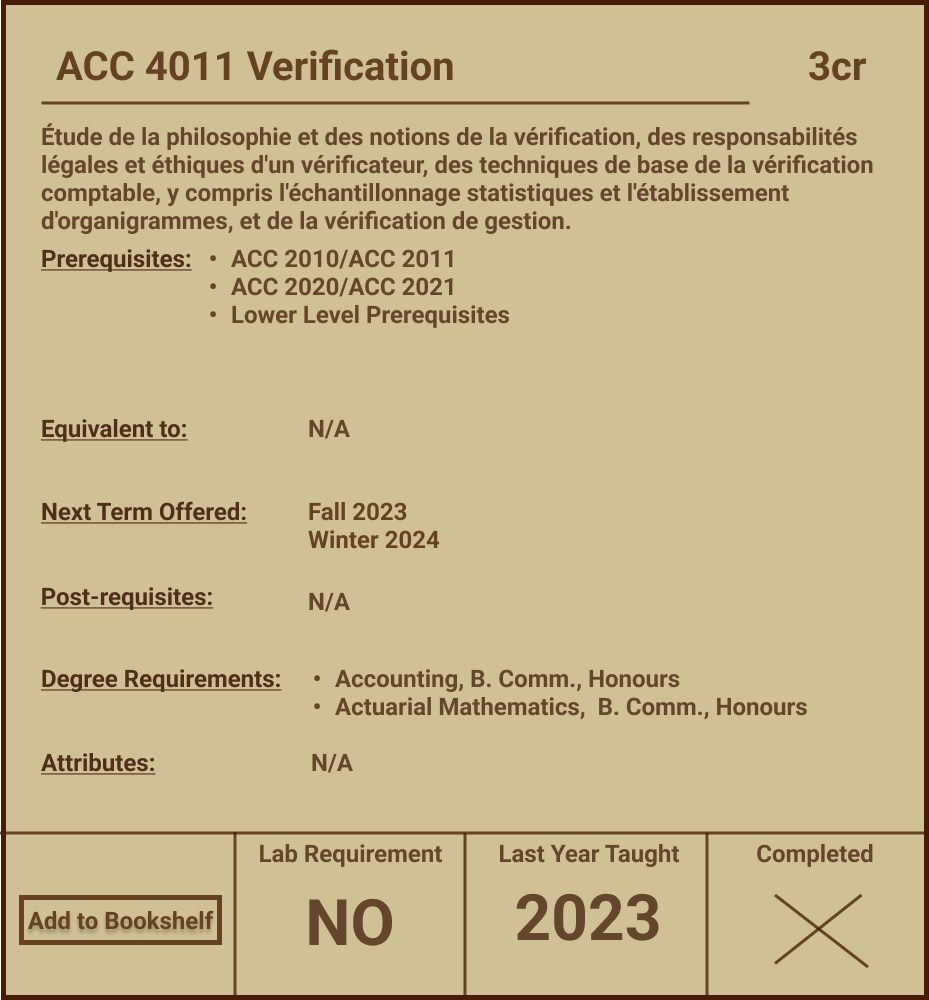 ACC 4011 Verification 3cr
Étude de la philosophie et des notions de la vérification, des responsabilités
légales et éthiques d'un vérificateur, des techniques de base de la vérification
comptable, y compris l'échantillonnage statistiques et l'établissement
d'organigrammes, et de la vérification de gestion.
Prerequisites: • ACC 2010/ACC 2011
• ACC 2020/ACC 2021
• Lower Level Prerequisites
Equivalent to: N/A
Next Term Offered: Fall 2023
Winter 2024
Post-requisites: N/A
Degree Requirements: • Accounting, B. Comm., Honours
• Actuarial Mathematics, B. Comm., Honours
Attributes: N/A
Add to Bookshelf
Lab Requirement
NO
Last Year Taught
2023
Completed